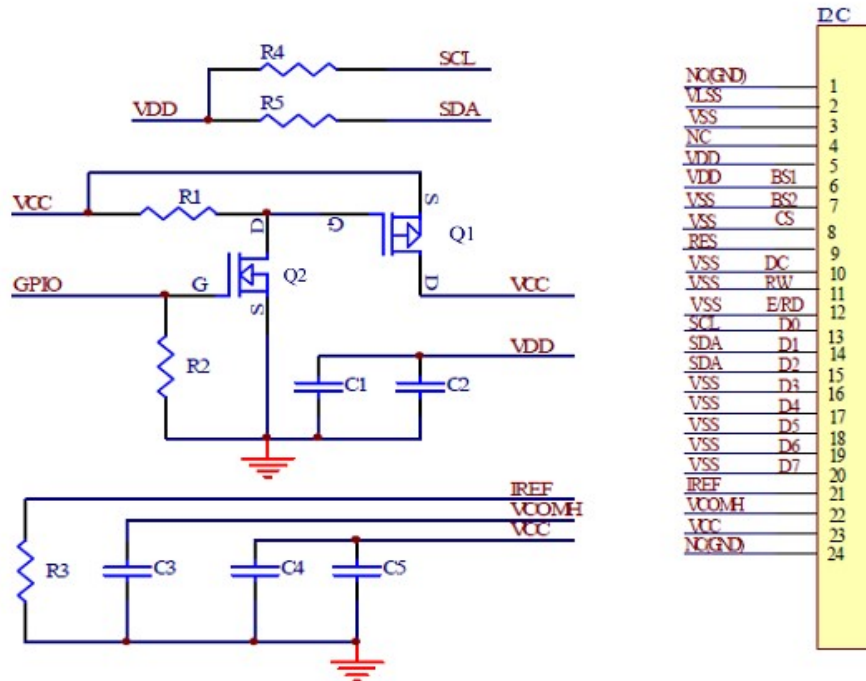 I2C
R4 SCL
VDD R5 SDA
VCC R1 D G S Q1 D VCC
GPIO G Q2 S
R2 C1 C2 VDD
IREF
VCOMH
VCC
R3 C3 C4 C5
NC(GND) 1
VLSS 2
VSS 3
NC 4
VDD 5
VDD BS1 6
VSS BS2 7
VSS CS 8
RES 9
VSS DC 10
VSS RW 11
VSS E/RD 12
SCL D0 13
SDA D1 14
SDA D2 15
VSS D3 16
VSS D4 17
VSS D5 18
VSS D6 19
VSS D7 20
IREF 21
VCOMH 22
VCC 23
NC(GND) 24